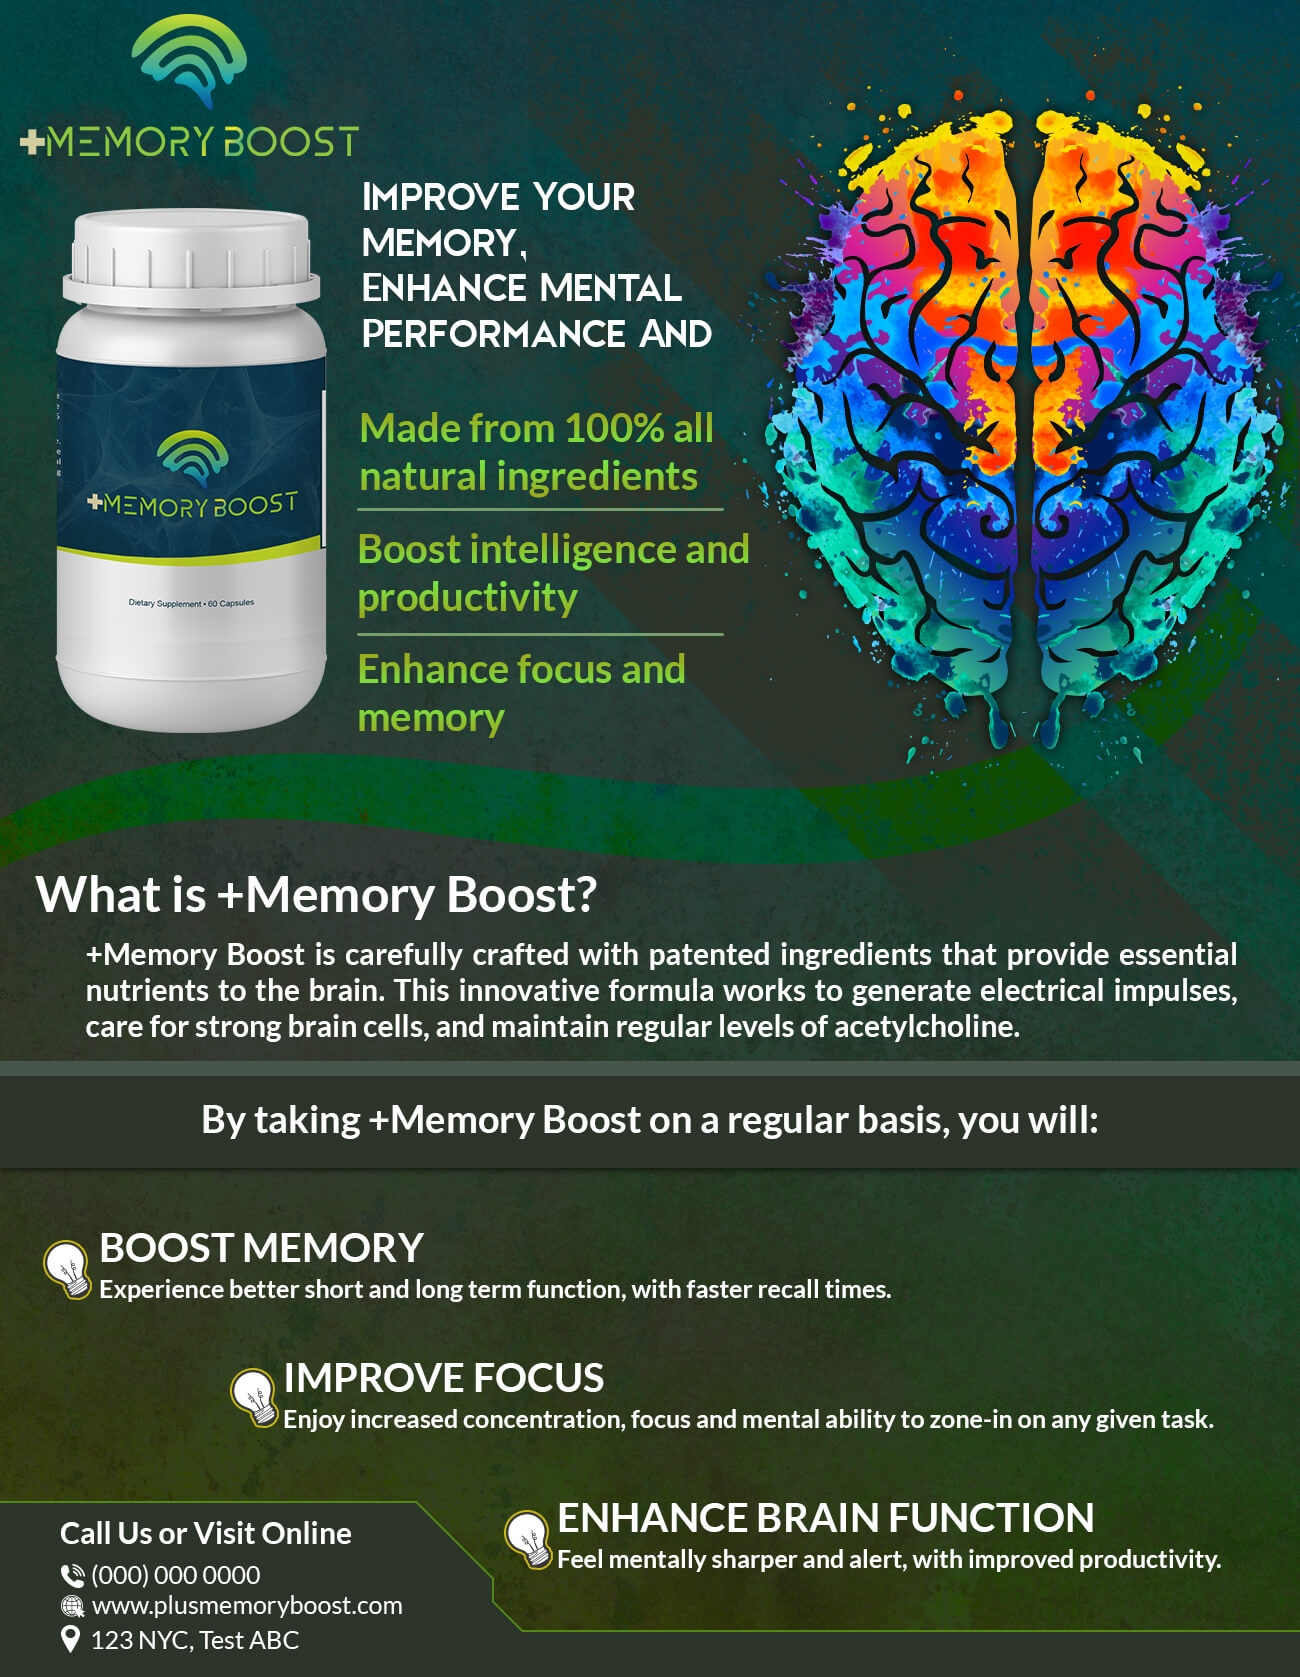 +MEMORY BOOST
IMPROVE YOUR
MEMORY,
ENHANCE MENTAL
PERFORMANCE AND
+MEMORY BOOST
Dietary Supplement • 60 Capsules
Made from 100% all
natural ingredients
Boost intelligence and
productivity
Enhance focus and
memory
What is +Memory Boost?
+Memory Boost is carefully crafted with patented ingredients that provide essential
nutrients to the brain. This innovative formula works to generate electrical impulses,
care for strong brain cells, and maintain regular levels of acetylcholine.
By taking +Memory Boost on a regular basis, you will:
BOOST MEMORY
Experience better short and long term function, with faster recall times.
IMPROVE FOCUS
Enjoy increased concentration, focus and mental ability to zone-in on any given task.
ENHANCE BRAIN FUNCTION
Feel mentally sharper and alert, with improved productivity.
Call Us or Visit Online
(000) 000 0000
www.plusmemoryboost.com
123 NYC, Test ABC